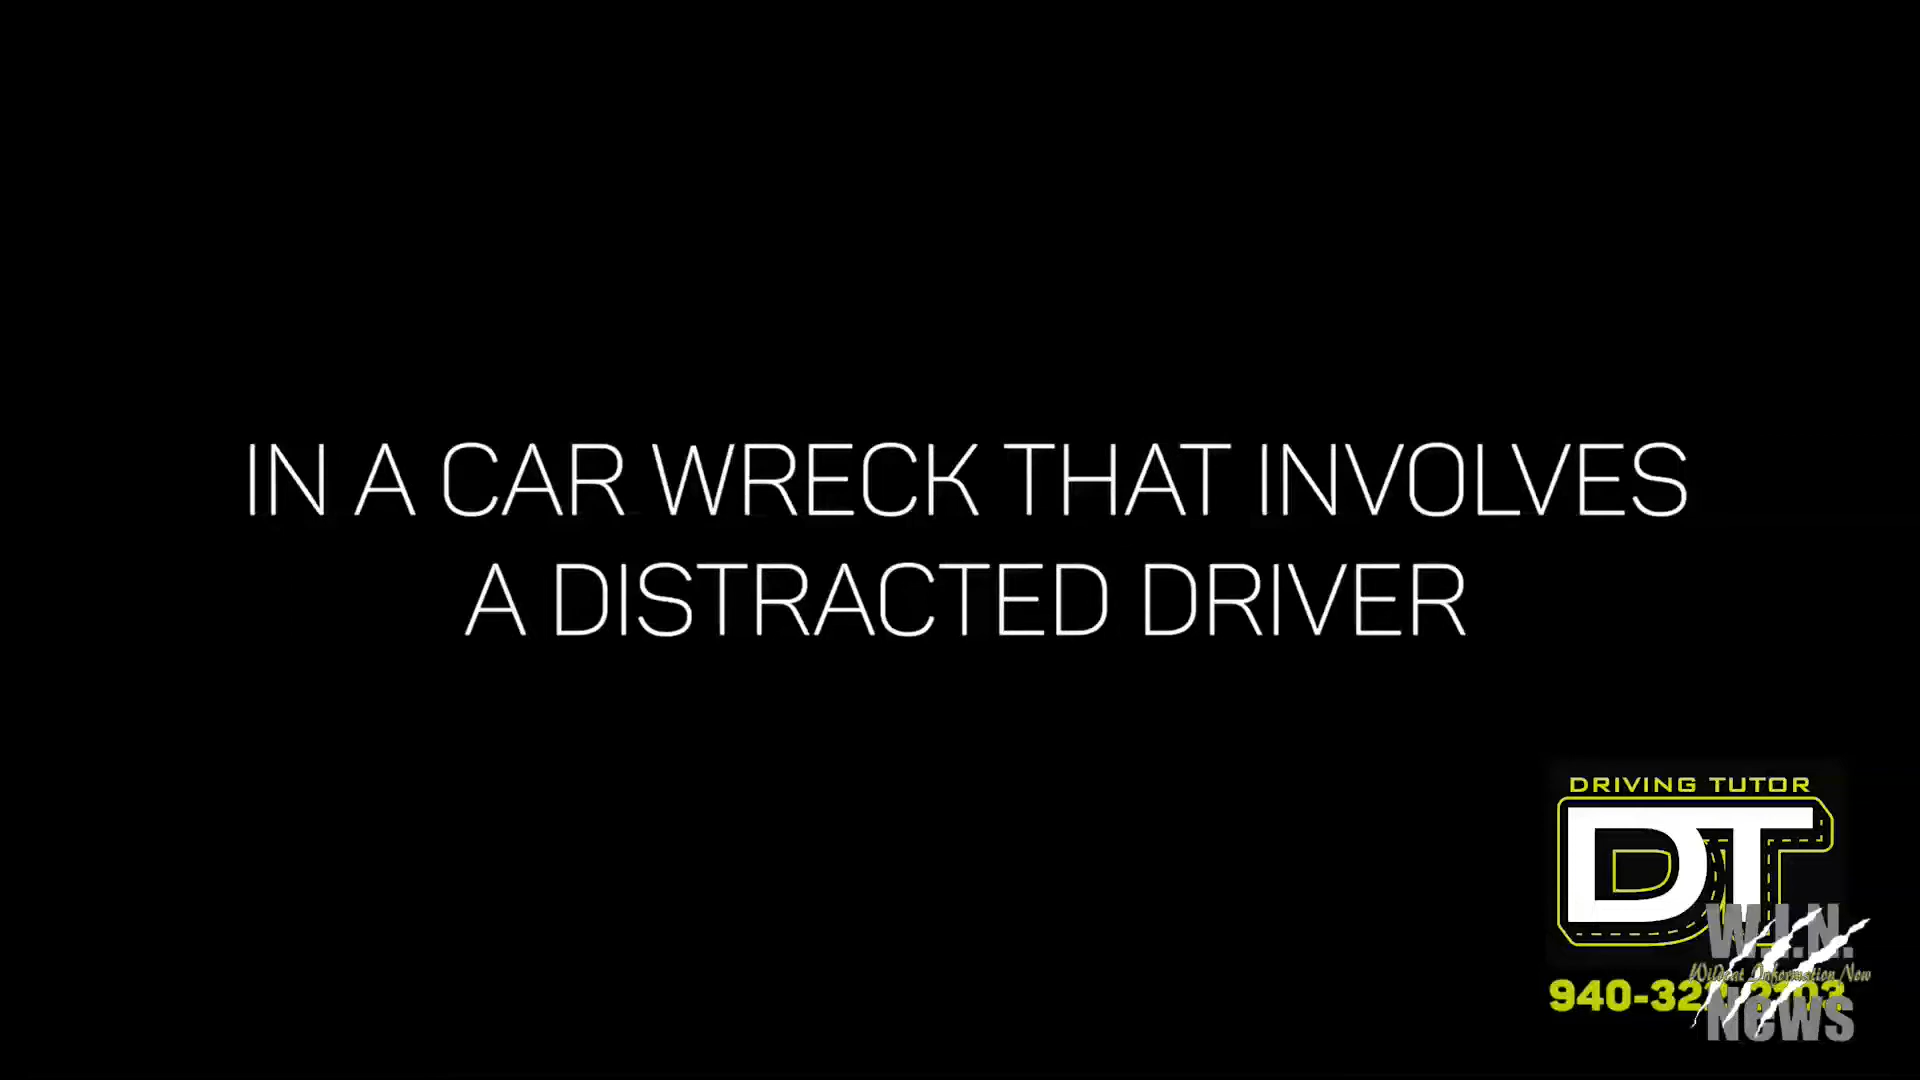 IN A CAR WRECK THAT INVOLVES
A DISTRACTED DRIVER
DRIVING TUTOR
DT
W.I.N.
Wildcat Information Now
News